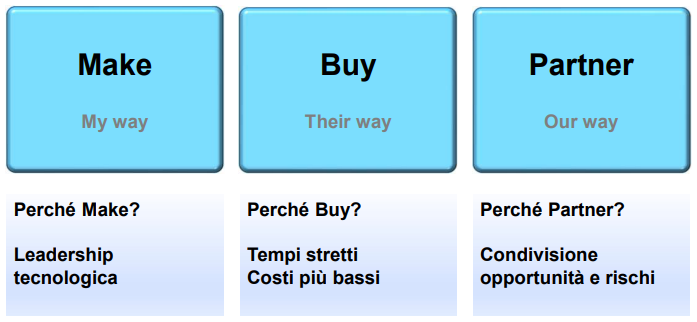 Make
My way
Buy
Their way
Partner
Our way
Perché Make?
Leadership
tecnologica
Perché Buy?
Tempi stretti
Costi più bassi
Perché Partner?
Condivisione
opportunità e rischi